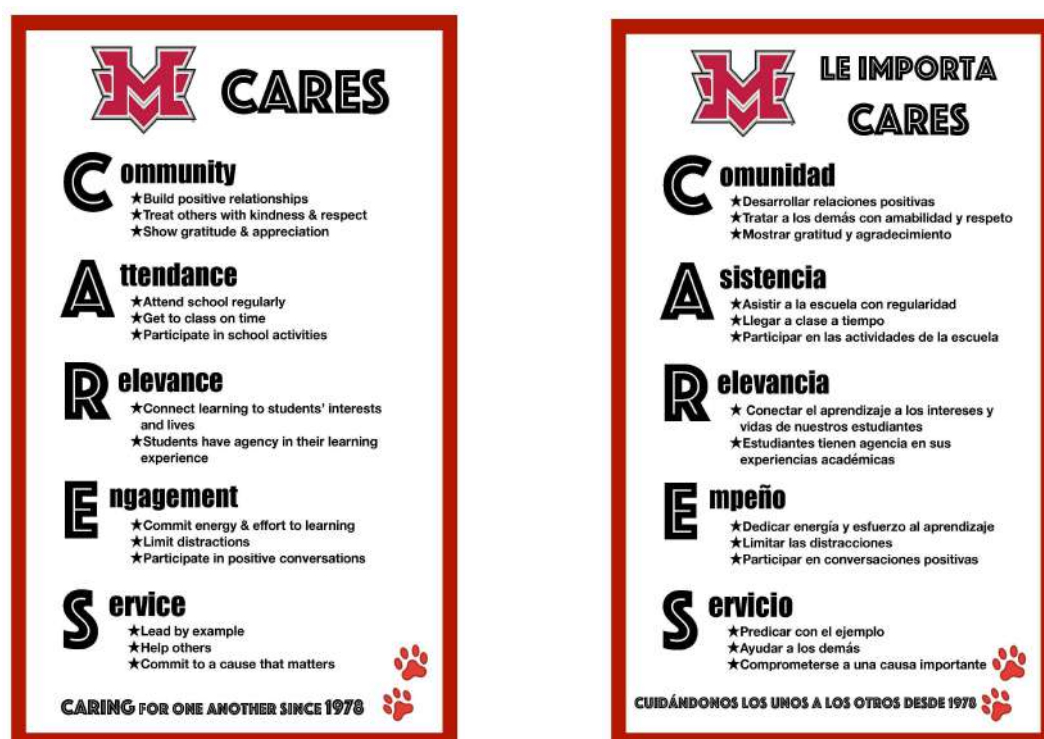 M CARES
Community
★Build positive relationships
★Treat others with kindness & respect
★Show gratitude & appreciation
Attendance
★Attend school regularly
★Get to class on time
★Participate in school activities
Relevance
★Connect learning to students' interests
and lives
★Students have agency in their learning
experience
Engagement
★Commit energy & effort to learning
★Limit distractions
★Participate in positive conversations
Service
★Lead by example
★Help others
★Commit to a cause that matters
CARING FOR ONE ANOTHER SINCE 1978
M LE IMPORTA
CARES
Comunidad
★Desarrollar relaciones positivas
★Tratar a los demás con amabilidad y respeto
★Mostrar gratitud y agradecimiento
Asistencia
★Asistir a la escuela con regularidad
★Llegar a clase a tiempo
★Participar en las actividades de la escuela
Relevancia
★ Conectar el aprendizaje a los intereses y
vidas de nuestros estudiantes
★Estudiantes tienen agencia en sus
experiencias académicas
Empeño
★Dedicar energía y esfuerzo al aprendizaje
★Limitar las distracciones
★Participar en conversaciones positivas
Servicio
★Predicar con el ejemplo
★Ayudar a los demás
★Comprometerse a una causa importante
CUIDÁNDONOS LOS UNOS A LOS OTROS DESDE 1978